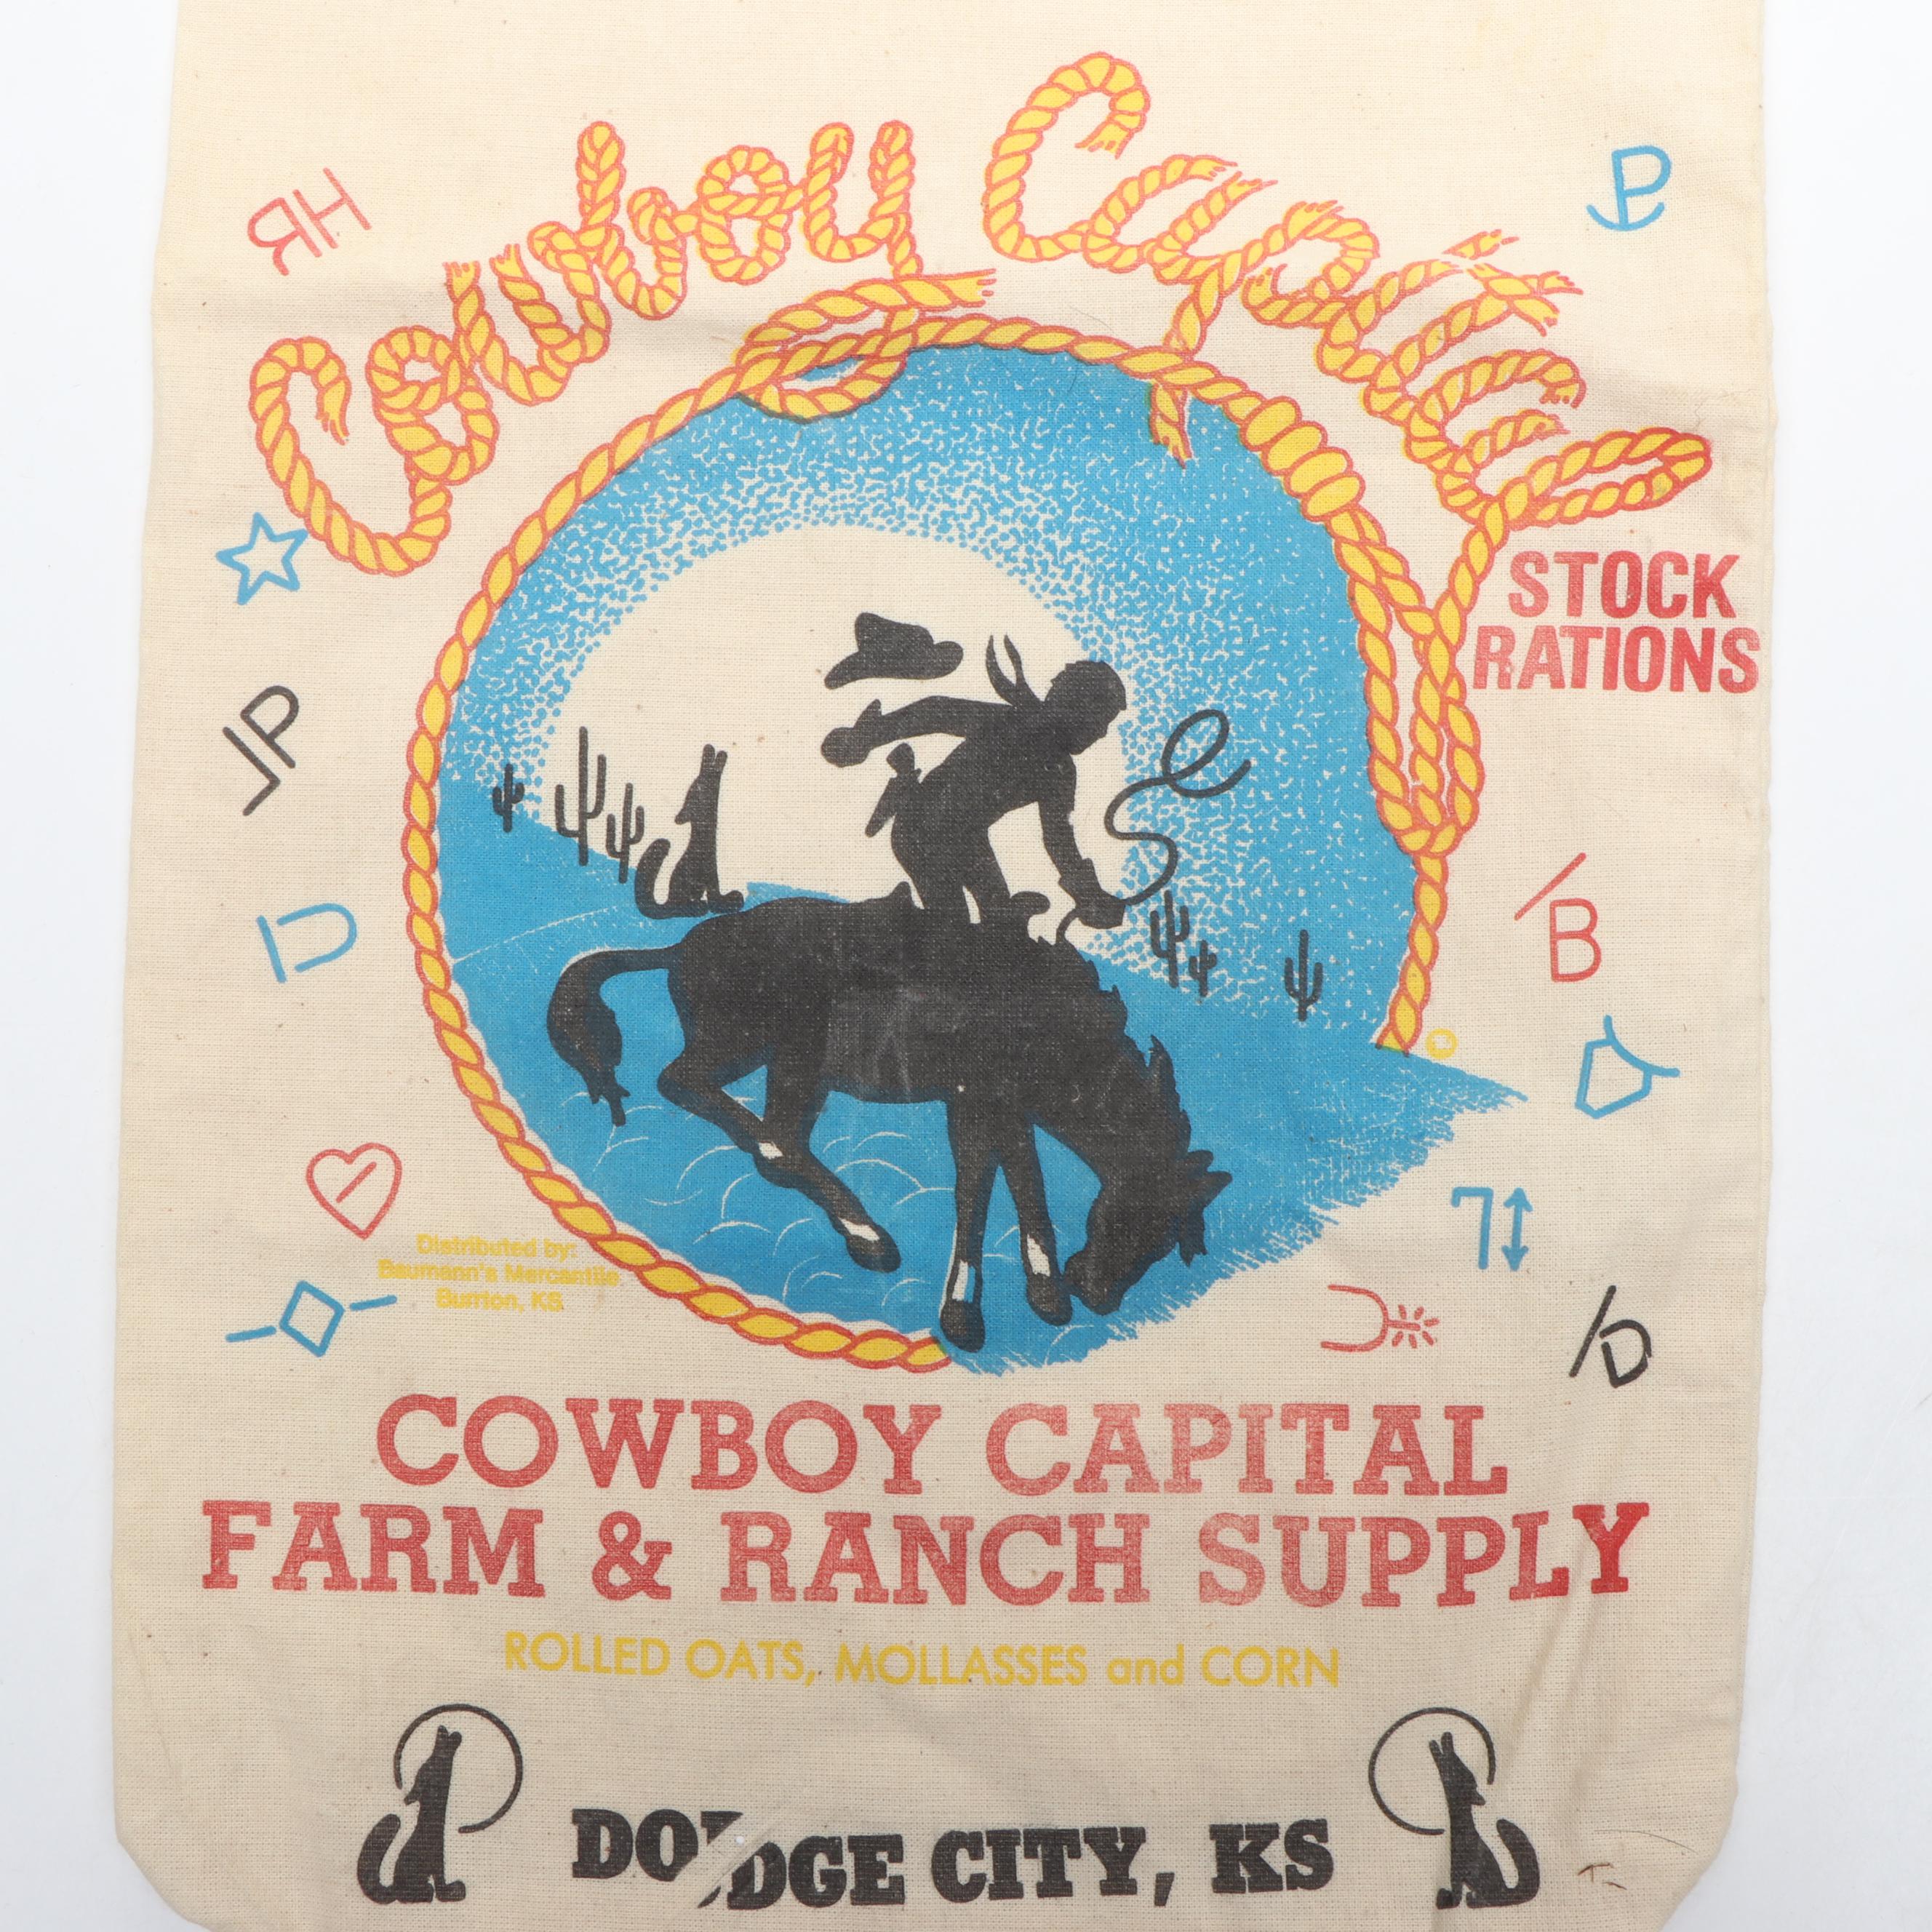 Cowboy Capital
STOCK
RATIONS
©
Distributed by:
Baumann's Mercantile
Burrton, KS
COWBOY CAPITAL
FARM & RANCH SUPPLY
ROLLED OATS, MOLLASSES and CORN
DODGE CITY, KS